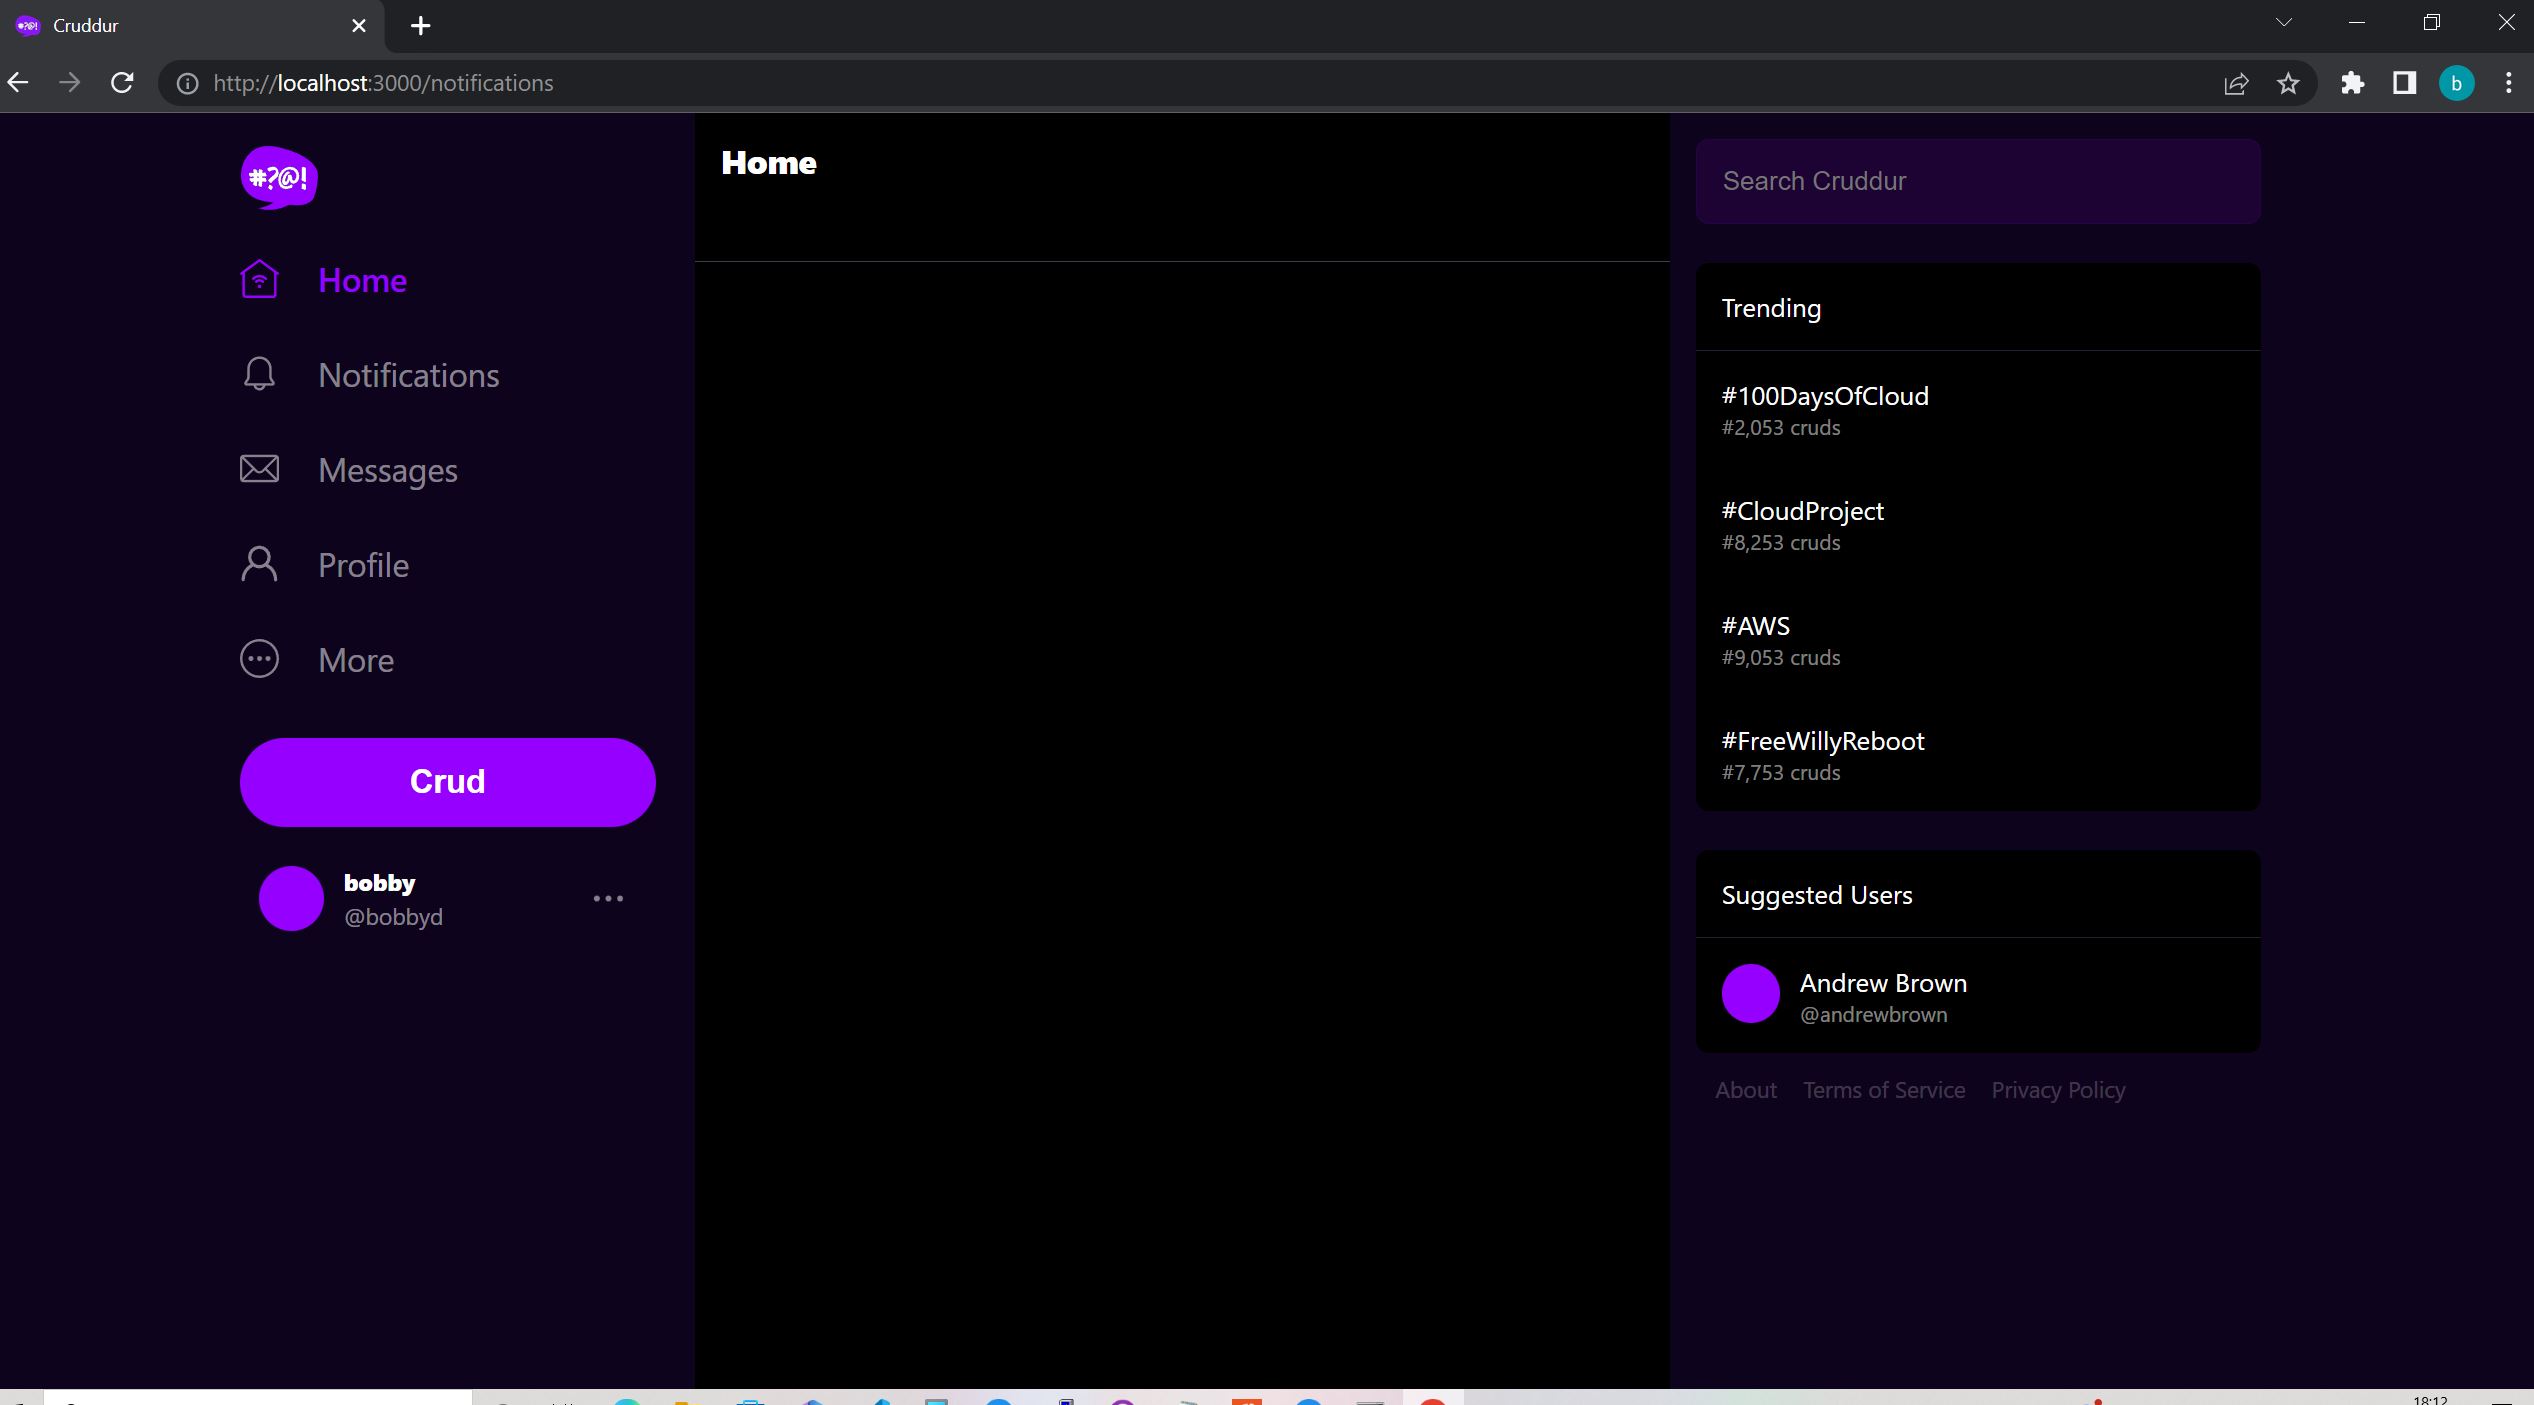 Cruddur
http://localhost:3000/notifications
b
#?@!
Home
Notifications
Messages
Profile
More
Crud
bobby
@bobbyd
Home
Search Cruddur
Trending
#100DaysOfCloud
#2,053 cruds
#CloudProject
#8,253 cruds
#AWS
#9,053 cruds
#FreeWillyReboot
#7,753 cruds
Suggested Users
Andrew Brown
@andrewbrown
About Terms of Service Privacy Policy
18:12